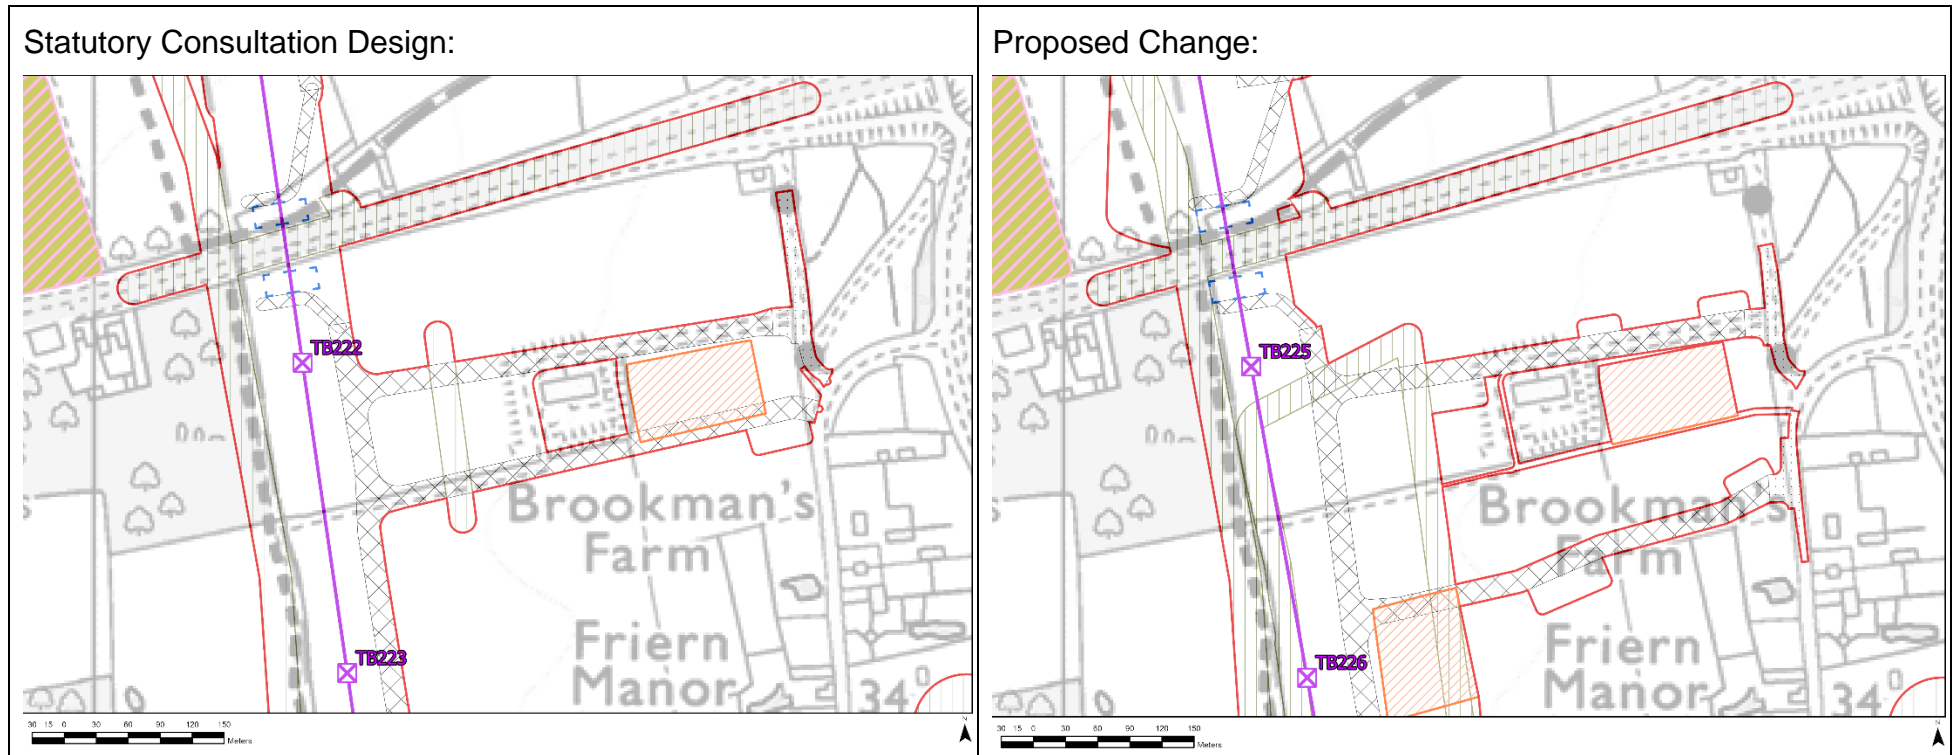 Statutory Consultation Design:
TB222
Brookman's
Farm
Friern
Manor
TB223
34
30 15 0 30 60 90 120 150
Meters
N
Proposed Change:
TB225
Brookman's
Farm
Friern
Manor
TB226
34
30 15 0 30 60 90 120 150
Meters
N